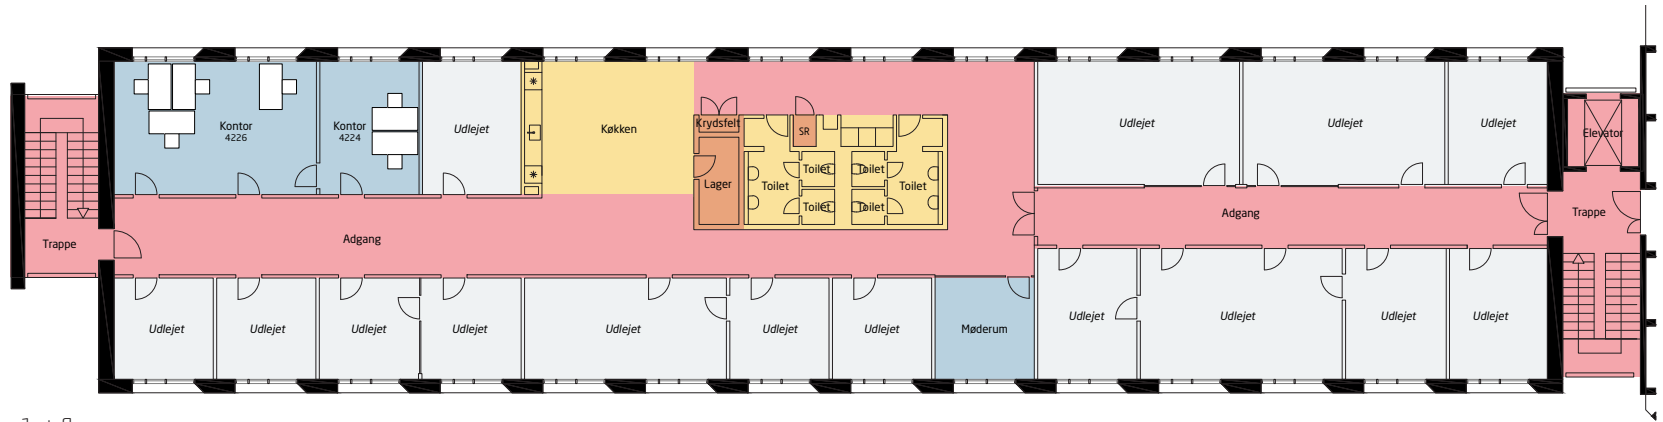 Kontor
4226
Kontor
4224
Udlejet
Køkken
Krydsfelt
SR
Lager
Toilet
Toilet
Toilet
Toilet
Toilet
Toilet
Udlejet
Udlejet
Udlejet
Elevator
Trappe
Adgang
Adgang
Trappe
Udlejet
Udlejet
Udlejet
Udlejet
Udlejet
Udlejet
Udlejet
Møderum
Udlejet
Udlejet
Udlejet
Udlejet